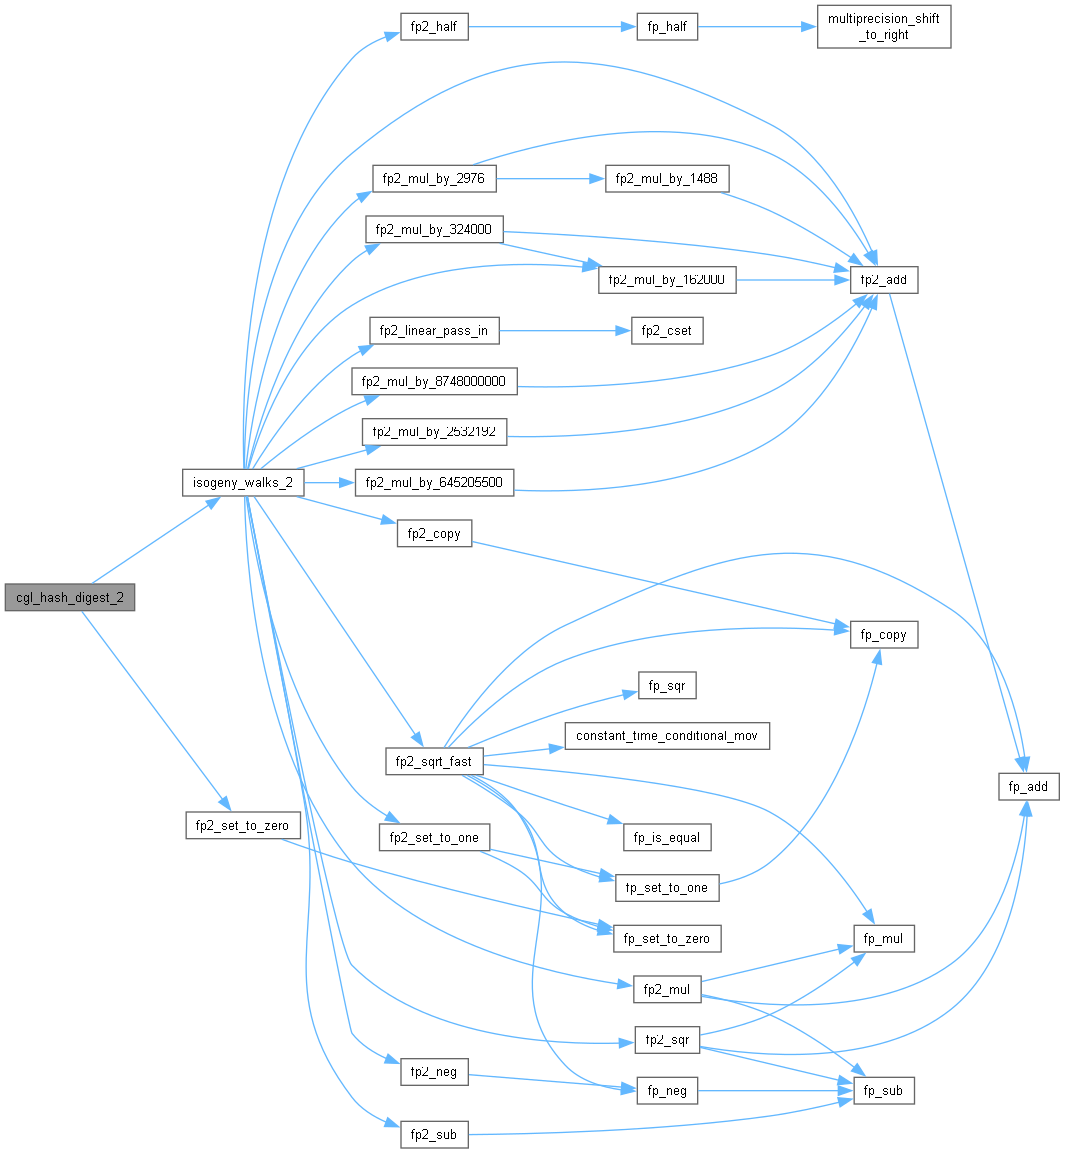 fp2_half
fp_half
multiprecision_shift
_to_right
fp2_mul_by_2976
fp2_mul_by_1488
fp2_mul_by_324000
fp2_mul_by_162000
fp2_add
fp2_linear_pass_in
fp2_cset
fp2_mul_by_8748000000
fp2_mul_by_2532192
isogeny_walks_2
fp2_mul_by_645205500
fp2_copy
cgl_hash_digest_2
fp_copy
fp_sqr
constant_time_conditional_mov
fp2_sqrt_fast
fp_add
fp2_set_to_zero
fp2_set_to_one
fp_is_equal
fp_set_to_one
fp_set_to_zero
fp_mul
fp2_mul
fp2_sqr
fp2_neg
fp_neg
fp_sub
fp2_sub